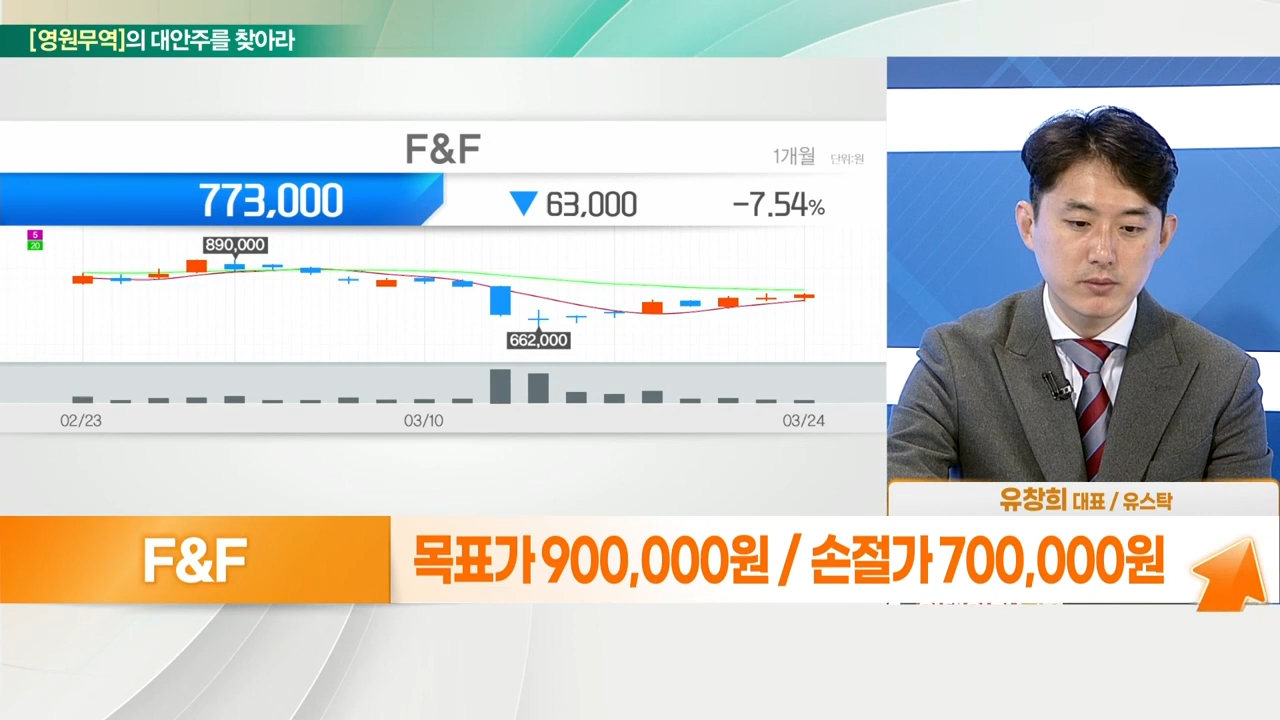 [영원무역]의 대안주를 찾아라
F&F
1개월 단위:원
773,000 ▼ 63,000 -7.54%
5
20
890,000
662,000
02/23 03/10 03/24
유창희 대표 / 유스탁
F&F 목표가 900,000원 / 손절가 700,000원